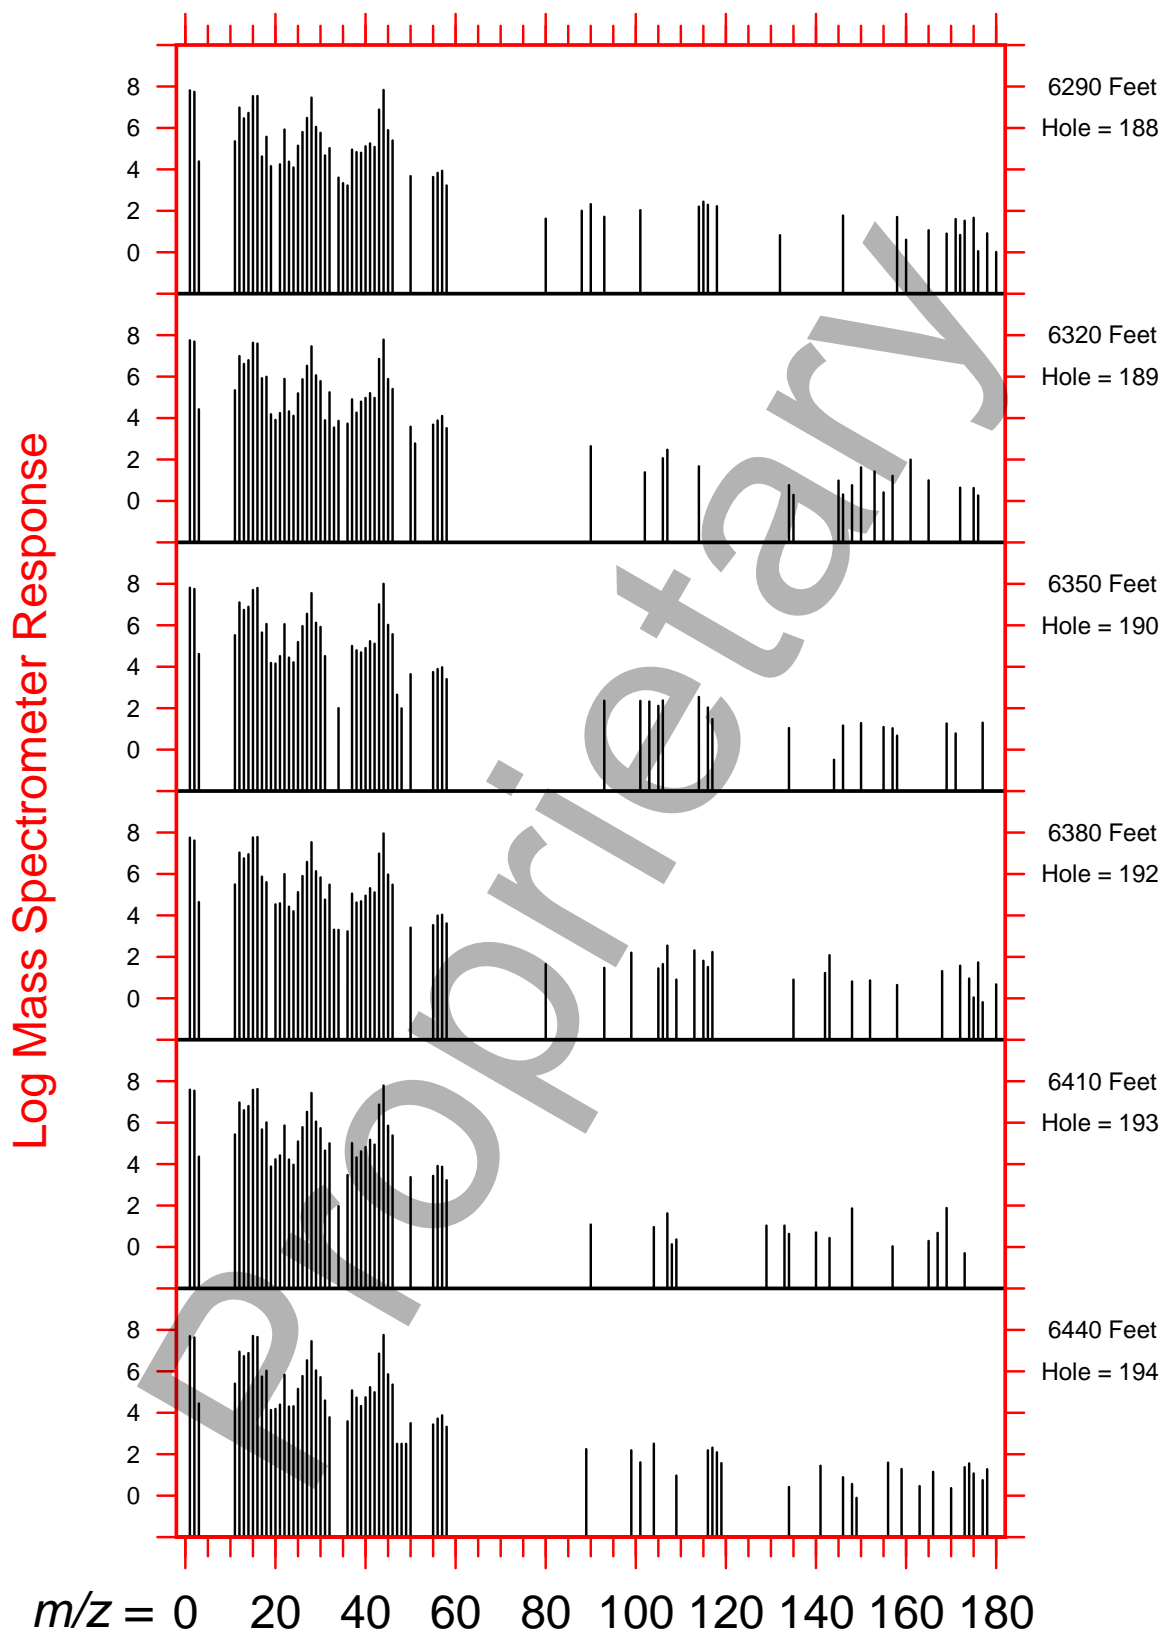 8
6
4
2
0
6290 Feet
Hole = 188
8
6
4
2
0
6320 Feet
Hole = 189
8
6
4
2
0
6350 Feet
Hole = 190
8
6
4
2
0
6380 Feet
Hole = 192
8
6
4
2
0
6410 Feet
Hole = 193
8
6
4
2
0
6440 Feet
Hole = 194
Log Mass Spectrometer Response
Proprietary
m/z = 0 20 40 60 80 100 120 140 160 180